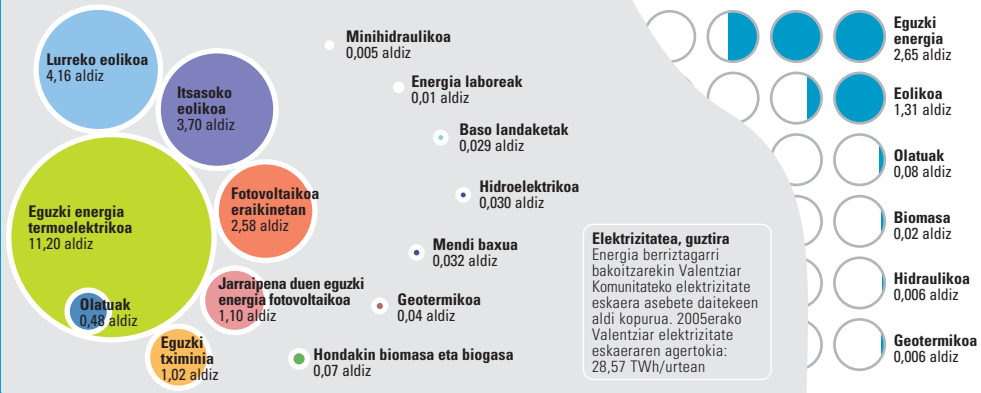 Lurreko eolikoa
4,16 aldiz
Itsasoko
eolikoa
3,70 aldiz
Eguzki energia
termoelektrikoa
11,20 aldiz
Fotovoltaikoa
eraikinetan
2,58 aldiz
Jarraipena duen eguzki
energia fotovoltaikoa
1,10 aldiz
Olatuak
0,48 aldiz
Eguzki
tximinia
1,02 aldiz
Minihidraulikoa
0,005 aldiz
Energia laboreak
0,01 aldiz
Baso landaketak
0,029 aldiz
Hidroelektrikoa
0,030 aldiz
Mendi baxua
0,032 aldiz
Geotermikoa
0,04 aldiz
Hondakin biomasa eta biogasa
0,07 aldiz
Elektrizitatea, guztira
Energia berriztagarri
bakoitzarekin Valentziar
Komunitateko elektrizitate
eskaera asebete daitekeen
aldi kopurua. 2005erako
Valentziar elektrizitate
eskaeraren agertokia:
28,57 TWh/urtean
Eguzki
energia
2,65 aldiz
Eolikoa
1,31 aldiz
Olatuak
0,08 aldiz
Biomasa
0,02 aldiz
Hidraulikoa
0,006 aldiz
Geotermikoa
0,006 aldiz